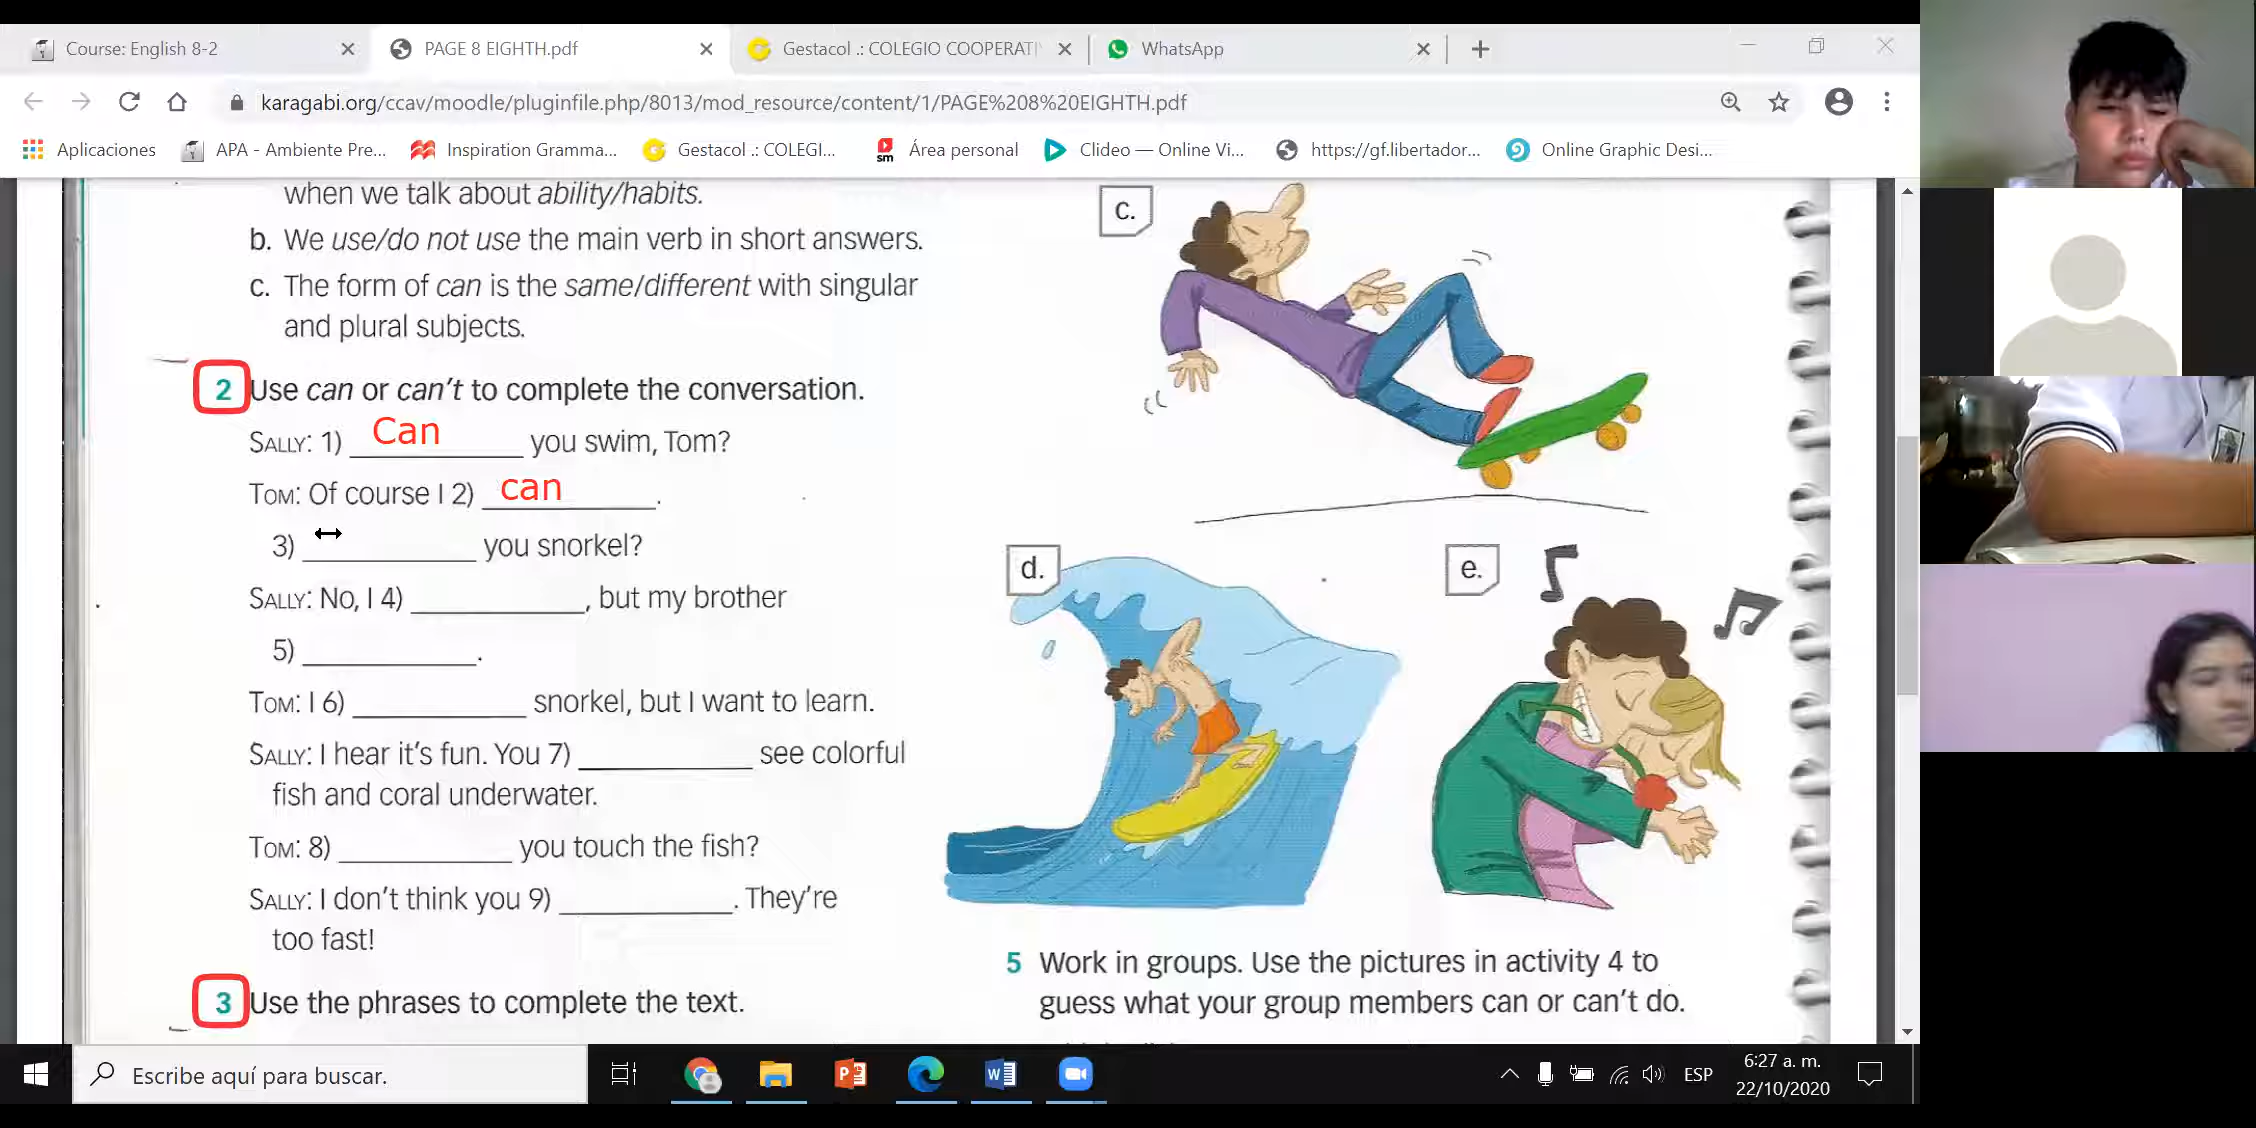 Course: English 8-2
PAGE 8 EIGHTH.pdf
Gestacol .: COLEGIO COOPERATI
WhatsApp
karagabi.org/ccav/moodle/pluginfile.php/8013/mod_resource/content/1/PAGE%208%20EIGHTH.pdf
Aplicaciones
APA - Ambiente Pre...
Inspiration Gramma...
Gestacol .: COLEGI...
sm
Área personal
Clideo — Online Vi...
https://gf.libertador...
Online Graphic Desi...
when we talk about ability/habits.
b. We use/do not use the main verb in short answers.
c. The form of can is the same/different with singular
and plural subjects.
2 Use can or can't to complete the conversation.
SALLY: 1) Can you swim, Tom?
TOM: Of course I 2) can .
3) ____________ you snorkel?
SALLY: No, I 4) ____________, but my brother
5) ____________.
TOM: I 6) ____________ snorkel, but I want to learn.
SALLY: I hear it's fun. You 7) ____________ see colorful
fish and coral underwater.
TOM: 8) ____________ you touch the fish?
SALLY: I don't think you 9) ____________. They're
too fast!
3 Use the phrases to complete the text.
c.
d.
e.
5 Work in groups. Use the pictures in activity 4 to
guess what your group members can or can't do.
Escribe aquí para buscar.
ESP
6:27 a. m.
22/10/2020